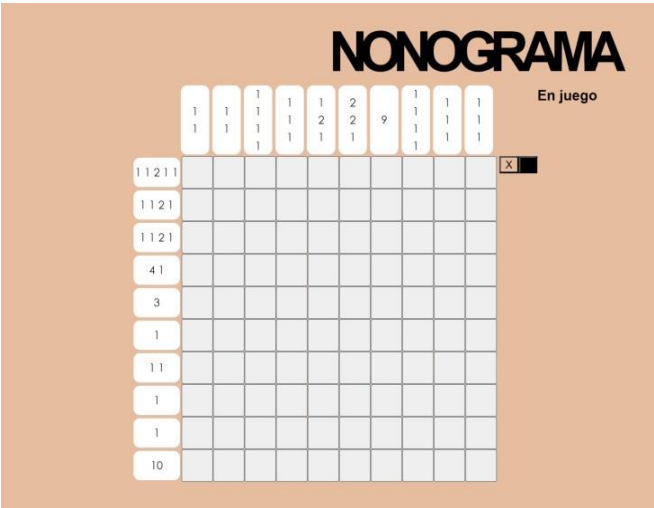 NONOGRAMA
En juego
1 1 1 1 1 2 9 1 1 1
1 1 1 1 2 2 1 1 1
1 1 1 1 1 1 1
1 1
X
1 1 2 1 1
1 1 2 1
1 1 2 1
4 1
3
1
1 1
1
1
10